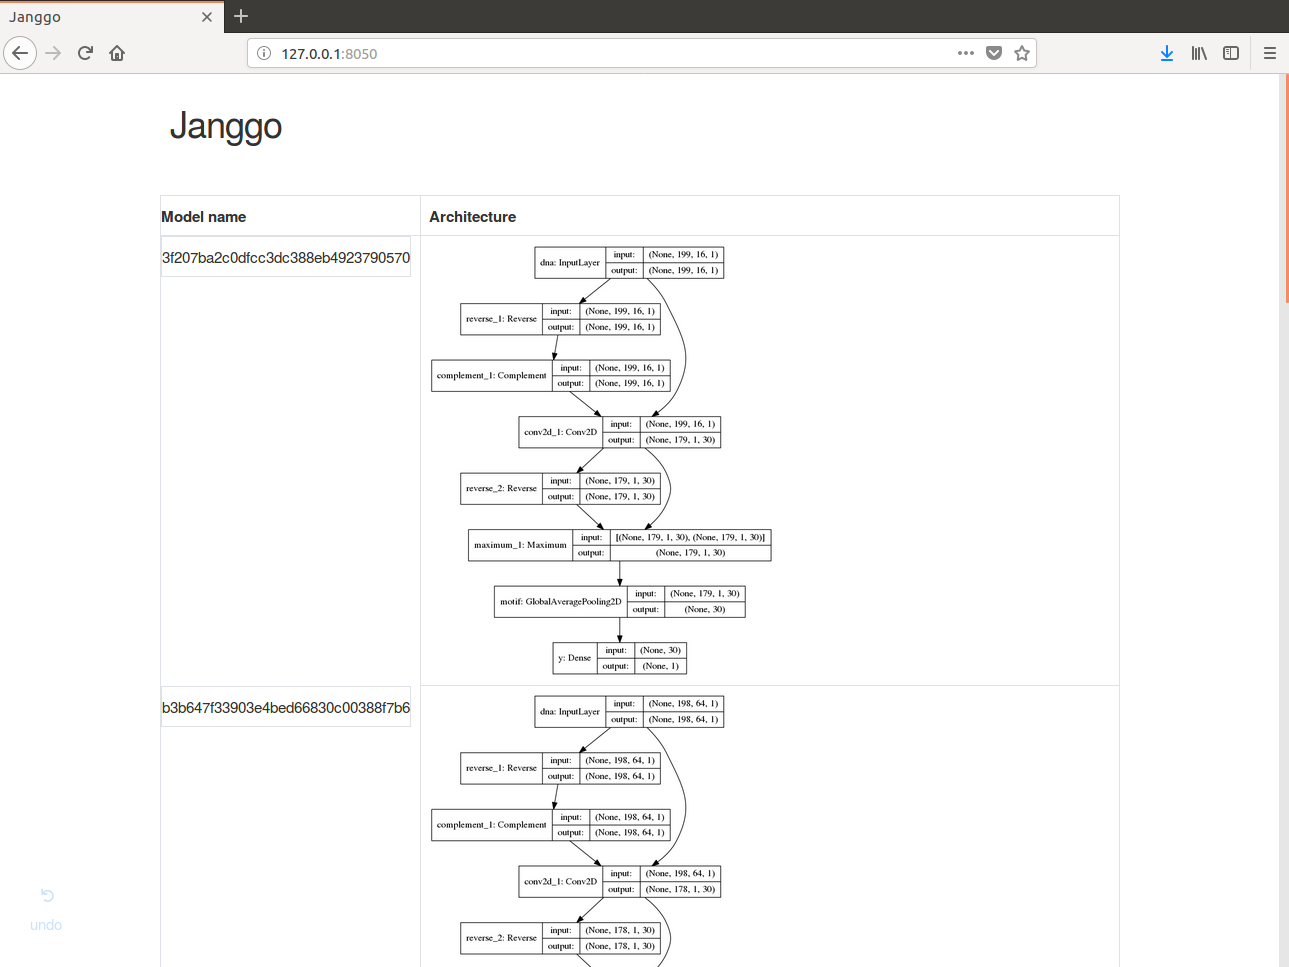 Janggo
127.0.0.1:8050
Janggo
Model name Architecture
3f207ba2c0dfcc3dc388eb4923790570
dna: InputLayer input: (None, 199, 16, 1)
output: (None, 199, 16, 1)
reverse_1: Reverse input: (None, 199, 16, 1)
output: (None, 199, 16, 1)
complement_1: Complement input: (None, 199, 16, 1)
output: (None, 199, 16, 1)
conv2d_1: Conv2D input: (None, 199, 16, 1)
output: (None, 179, 1, 30)
reverse_2: Reverse input: (None, 179, 1, 30)
output: (None, 179, 1, 30)
maximum_1: Maximum input: [(None, 179, 1, 30), (None, 179, 1, 30)]
output: (None, 179, 1, 30)
motif: GlobalAveragePooling2D input: (None, 179, 1, 30)
output: (None, 30)
y: Dense input: (None, 30)
output: (None, 1)
b3b647f33903e4bed66830c00388f7b6
dna: InputLayer input: (None, 198, 64, 1)
output: (None, 198, 64, 1)
reverse_1: Reverse input: (None, 198, 64, 1)
output: (None, 198, 64, 1)
complement_1: Complement input: (None, 198, 64, 1)
output: (None, 198, 64, 1)
conv2d_1: Conv2D input: (None, 198, 64, 1)
output: (None, 178, 1, 30)
reverse_2: Reverse input: (None, 178, 1, 30)
output: (None, 178, 1, 30)
undo